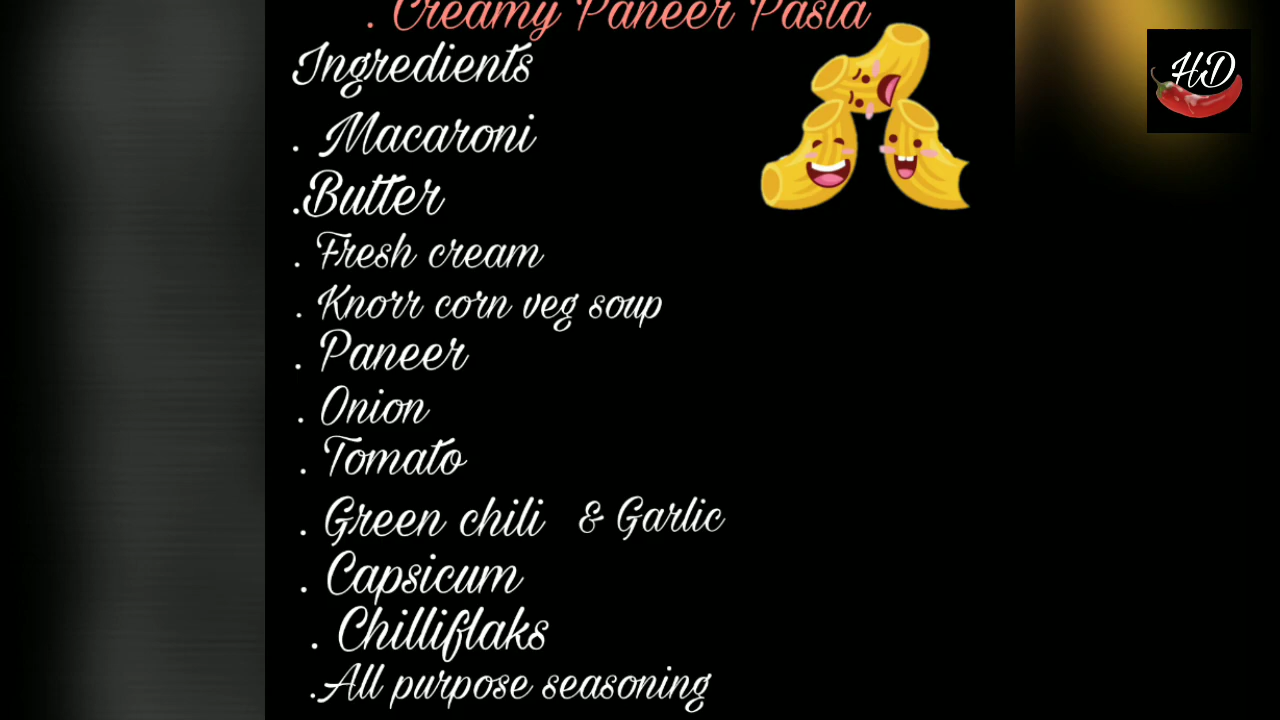 . Creamy Paneer Pasta
HD
Ingredients
. Macaroni
.Butter
. Fresh cream
. Knorr corn veg soup
. Paneer
. Onion
. Tomato
. Green chili & Garlic
. Capsicum
. Chilliflaks
.All purpose seasoning